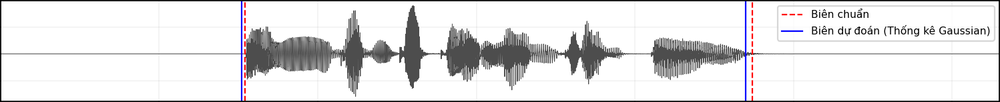 Biên chuẩn
Biên dự đoán (Thống kê Gaussian)